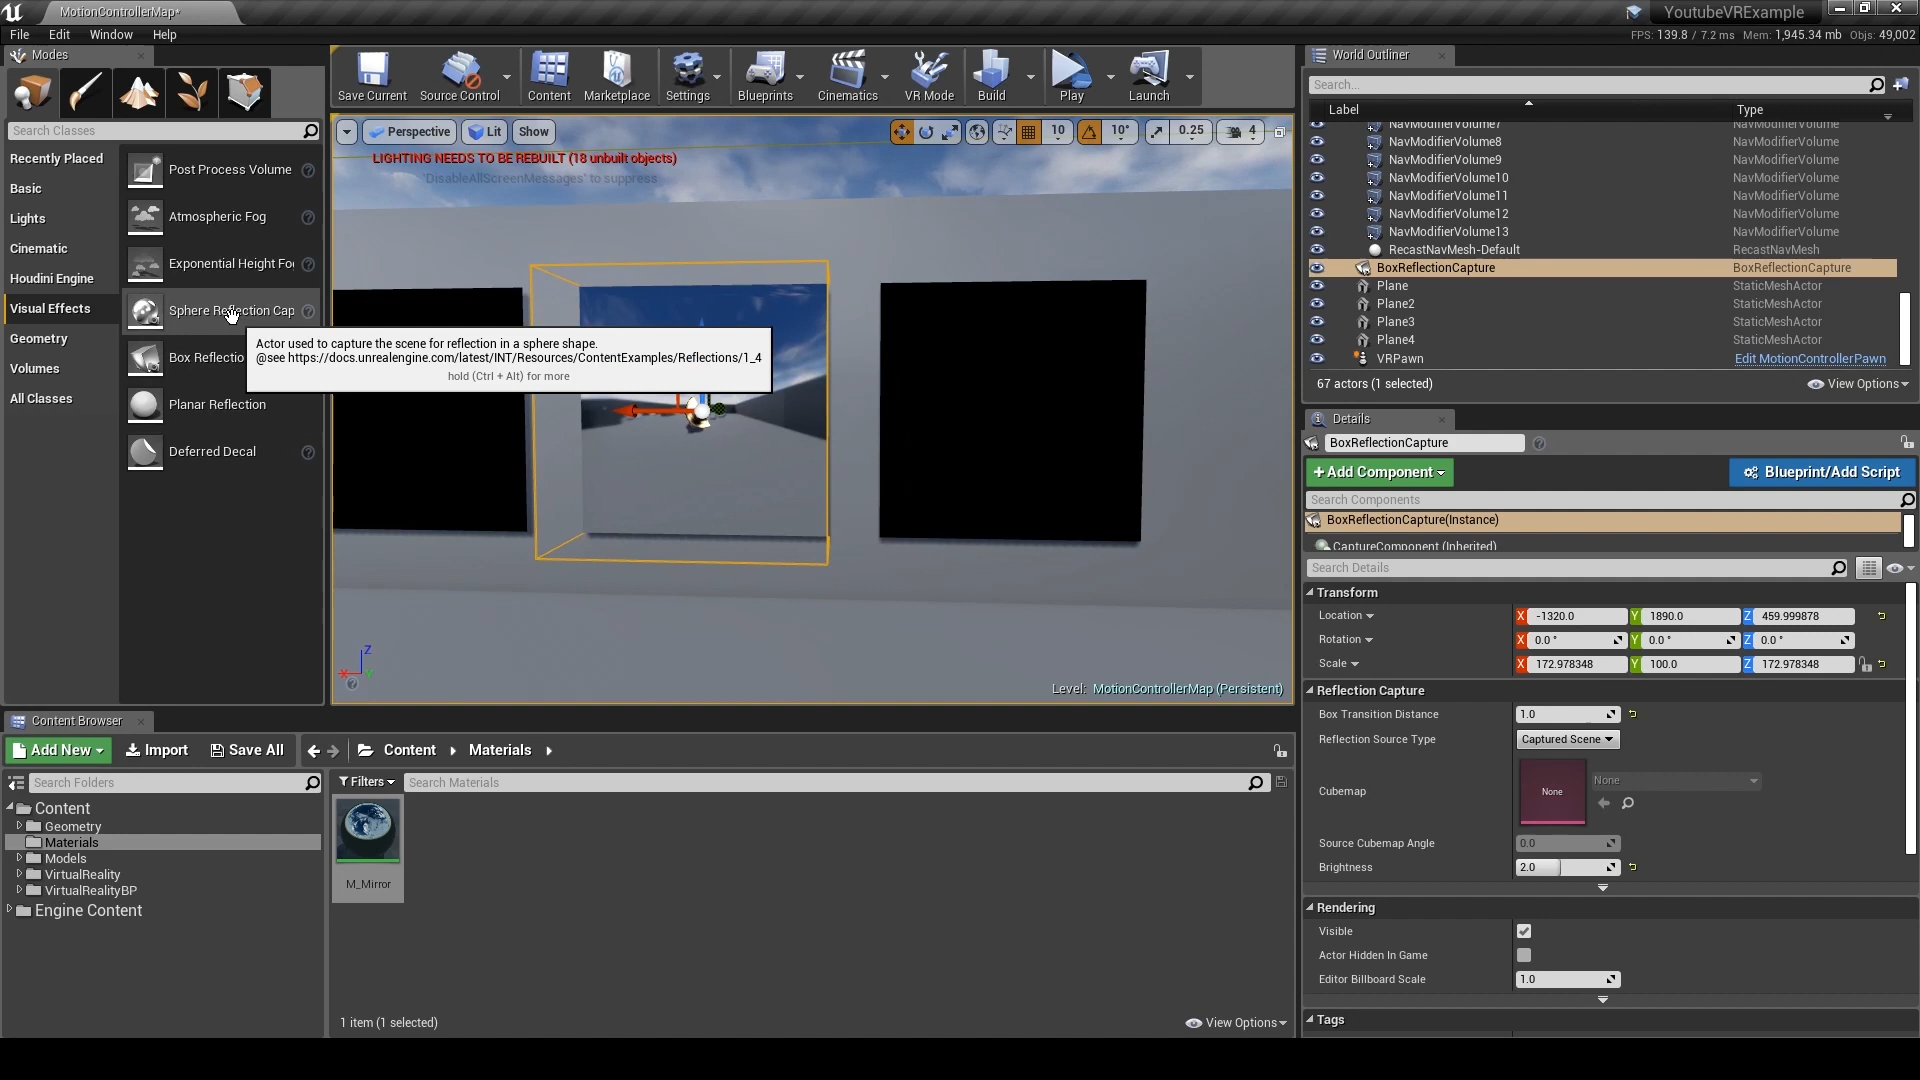 MotionControllerMap*
YoutubeVRExample
File Edit Window Help
FPS: 139.8 / 7.2 ms Mem: 1,945.34 mb Objs: 49,002
Modes
Search Classes
Recently Placed
Basic
Lights
Cinematic
Houdini Engine
Visual Effects
Geometry
Volumes
All Classes
Post Process Volume
Atmospheric Fog
Exponential Height Fo
Sphere Reflection Cap
Box Reflectio
Planar Reflection
Deferred Decal
Actor used to capture the scene for reflection in a sphere shape.
@see https://docs.unrealengine.com/latest/INT/Resources/ContentExamples/Reflections/1_4
hold (Ctrl + Alt) for more
Save Current
Source Control
Content
Marketplace
Settings
Blueprints
Cinematics
VR Mode
Build
Play
Launch
Perspective Lit Show
10 10° 0.25 4
LIGHTING NEEDS TO BE REBUILT (18 unbuilt objects)
'DisableAllScreenMessages' to suppress
Z
X Y
Level: MotionControllerMap (Persistent)
World Outliner
Search...
Label Type
NavModifierVolume7 NavModifierVolume
NavModifierVolume8 NavModifierVolume
NavModifierVolume9 NavModifierVolume
NavModifierVolume10 NavModifierVolume
NavModifierVolume11 NavModifierVolume
NavModifierVolume12 NavModifierVolume
NavModifierVolume13 NavModifierVolume
RecastNavMesh-Default RecastNavMesh
BoxReflectionCapture BoxReflectionCapture
Plane StaticMeshActor
Plane2 StaticMeshActor
Plane3 StaticMeshActor
Plane4 StaticMeshActor
VRPawn Edit MotionControllerPawn
67 actors (1 selected) View Options
Details
BoxReflectionCapture
+Add Component Blueprint/Add Script
Search Components
BoxReflectionCapture(Instance)
CaptureComponent (Inherited)
Search Details
Transform
Location X -1320.0 Y 1890.0 Z 459.999878
Rotation X 0.0 ° Y 0.0 ° Z 0.0 °
Scale X 172.978348 Y 100.0 Z 172.978348
Reflection Capture
Box Transition Distance 1.0
Reflection Source Type Captured Scene
Cubemap None None
Source Cubemap Angle 0.0
Brightness 2.0
Rendering
Visible
Actor Hidden In Game
Editor Billboard Scale 1.0
Tags
Content Browser
Add New Import Save All Content Materials
Search Folders
Content
Geometry
Materials
Models
VirtualReality
VirtualRealityBP
Engine Content
Filters Search Materials
M_Mirror
1 item (1 selected) View Options